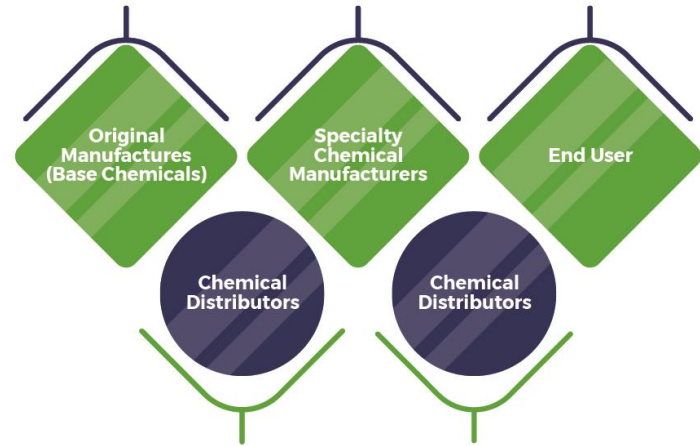 Original
Manufactures
(Base Chemicals)
Specialty
Chemical
Manufacturers
End User
Chemical
Distributors
Chemical
Distributors